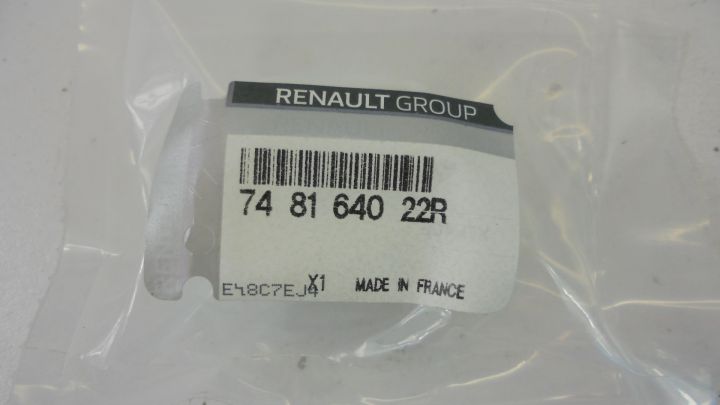 RENAULT GROUP
74 81 640 22R
E48C7EJ4 X1 MADE IN FRANCE